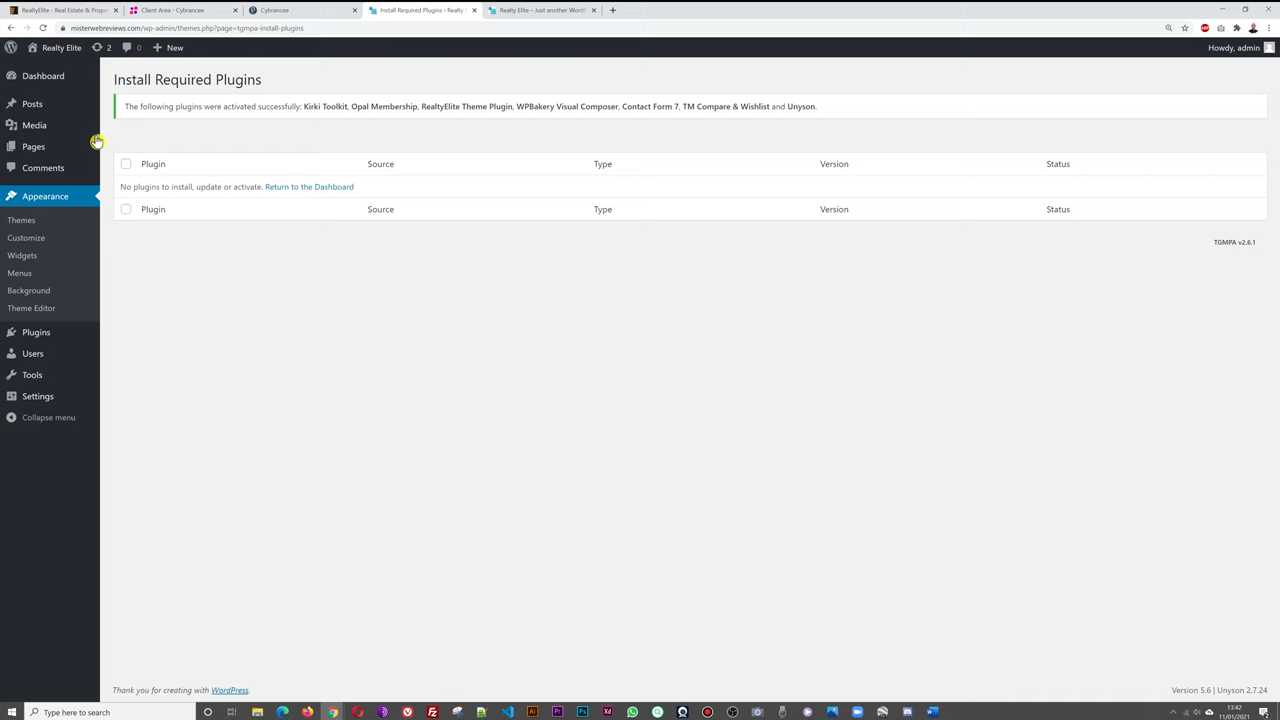 RealtyElite - Real Estate & Prope
Client Area - Cybrancee
Cybrancee
Install Required Plugins ‹ Realty
Realty Elite – Just another WordP
misterwebreviews.com/wp-admin/themes.php?page=tgmpa-install-plugins
Realty Elite
2
0
New
Howdy, admin
Dashboard
Posts
Media
Pages
Comments
Appearance
Themes
Customize
Widgets
Menus
Background
Theme Editor
Plugins
Users
Tools
Settings
Collapse menu
Install Required Plugins
The following plugins were activated successfully: Kirki Toolkit, Opal Membership, RealtyElite Theme Plugin, WPBakery Visual Composer, Contact Form 7, TM Compare & Wishlist and Unyson.
Plugin Source Type Version Status
No plugins to install, update or activate. Return to the Dashboard
Plugin Source Type Version Status
TGMPA v2.6.1
Thank you for creating with WordPress.
Version 5.6 | Unyson 2.7.24
Type here to search
13:42
11/01/2021